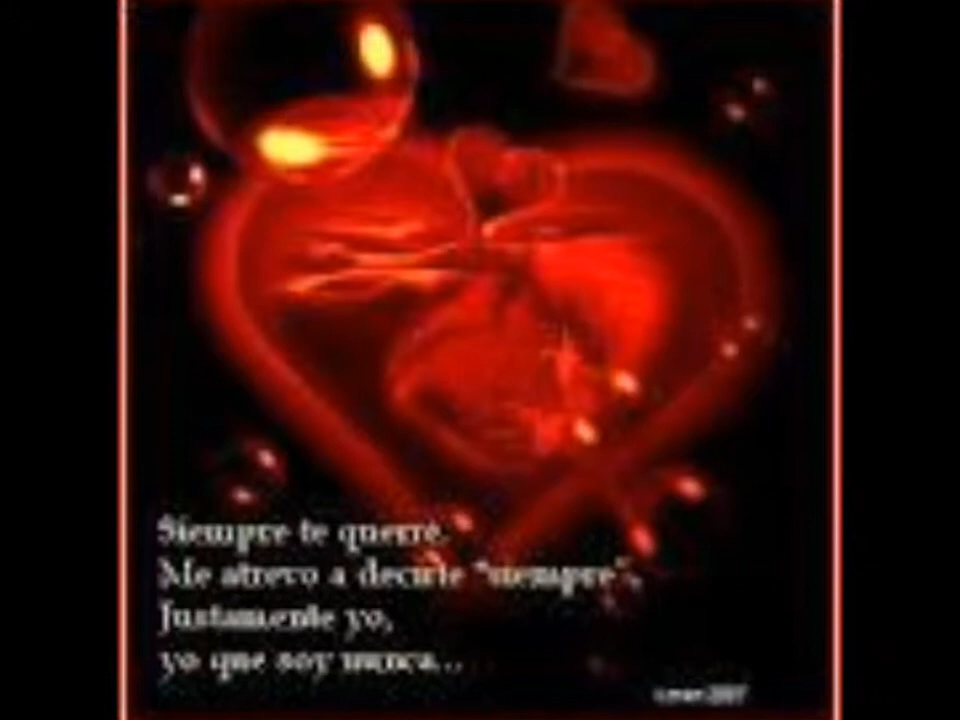 Siempre te querré.
Me atrevo a decirte "siempre",
Justamente yo,
yo que soy nunca...